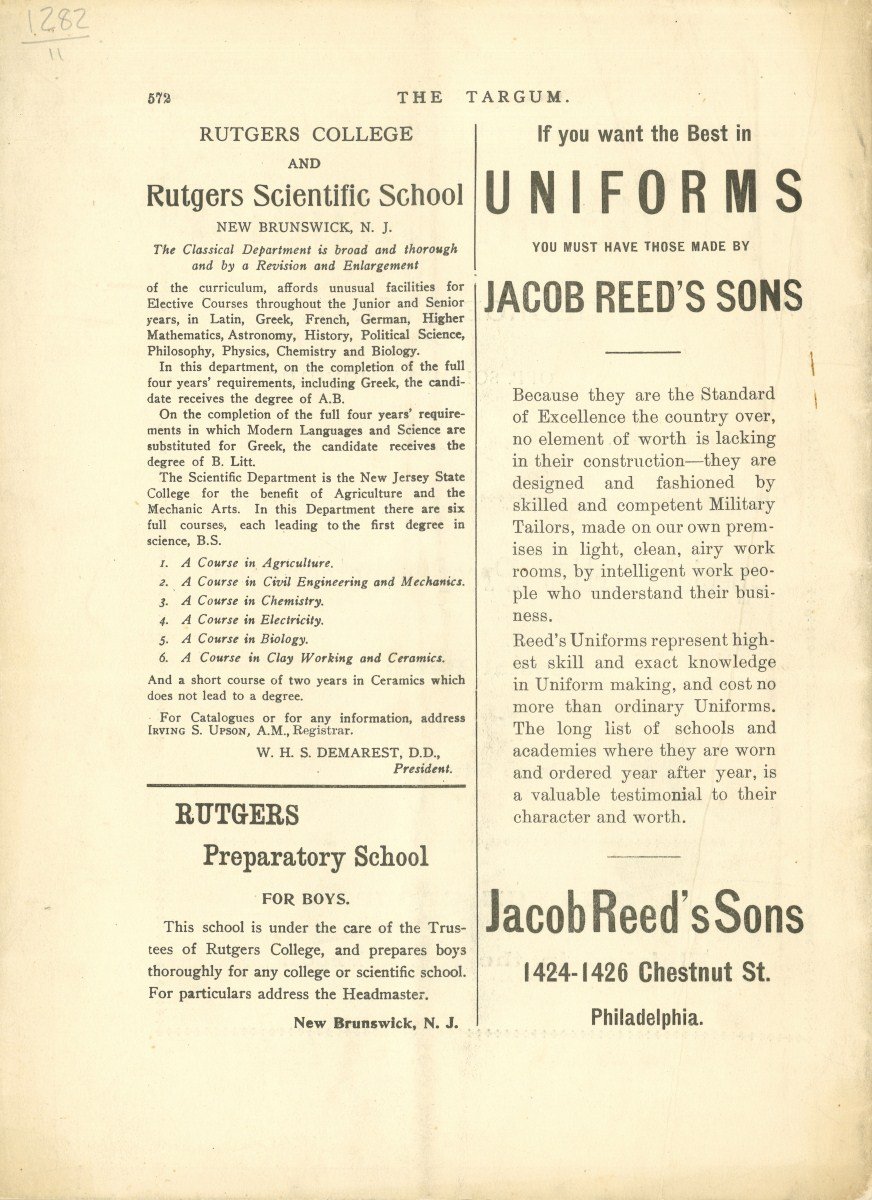 1282
11
572
THE TARGUM.
RUTGERS COLLEGE
AND
Rutgers Scientific School
NEW BRUNSWICK, N. J.
The Classical Department is broad and thorough
and by a Revision and Enlargement
of the curriculum, affords unusual facilities for
Elective Courses throughout the Junior and Senior
years, in Latin, Greek, French, German, Higher
Mathematics, Astronomy, History, Political Science,
Philosophy, Physics, Chemistry and Biology.
In this department, on the completion of the full
four years' requirements, including Greek, the candi-
date receives the degree of A.B.
On the completion of the full four years' require-
ments in which Modern Languages and Science are
substituted for Greek, the candidate receives the
degree of B. Litt.
The Scientific Department is the New Jersey State
College for the benefit of Agriculture and the
Mechanic Arts. In this Department there are six
full courses, each leading to the first degree in
science, B.S.
1. A Course in Agriculture.
2. A Course in Civil Engineering and Mechanics.
3. A Course in Chemistry.
4. A Course in Electricity.
5. A Course in Biology.
6. A Course in Clay Working and Ceramics.
And a short course of two years in Ceramics which
does not lead to a degree.
For Catalogues or for any information, address
IRVING S. UPSON, A.M., Registrar.
W. H. S. DEMAREST, D.D.,
President.
RUTGERS
Preparatory School
FOR BOYS.
This school is under the care of the Trus-
tees of Rutgers College, and prepares boys
thoroughly for any college or scientific school.
For particulars address the Headmaster.
New Brunswick, N. J.
If you want the Best in
UNIFORMS
YOU MUST HAVE THOSE MADE BY
JACOB REED'S SONS
Because they are the Standard
of Excellence the country over,
no element of worth is lacking
in their construction—they are
designed and fashioned by
skilled and competent Military
Tailors, made on our own prem-
ises in light, clean, airy work
rooms, by intelligent work peo-
ple who understand their busi-
ness.
Reed's Uniforms represent high-
est skill and exact knowledge
in Uniform making, and cost no
more than ordinary Uniforms.
The long list of schools and
academies where they are worn
and ordered year after year, is
a valuable testimonial to their
character and worth.
Jacob Reed's Sons
1424-1426 Chestnut St.
Philadelphia.